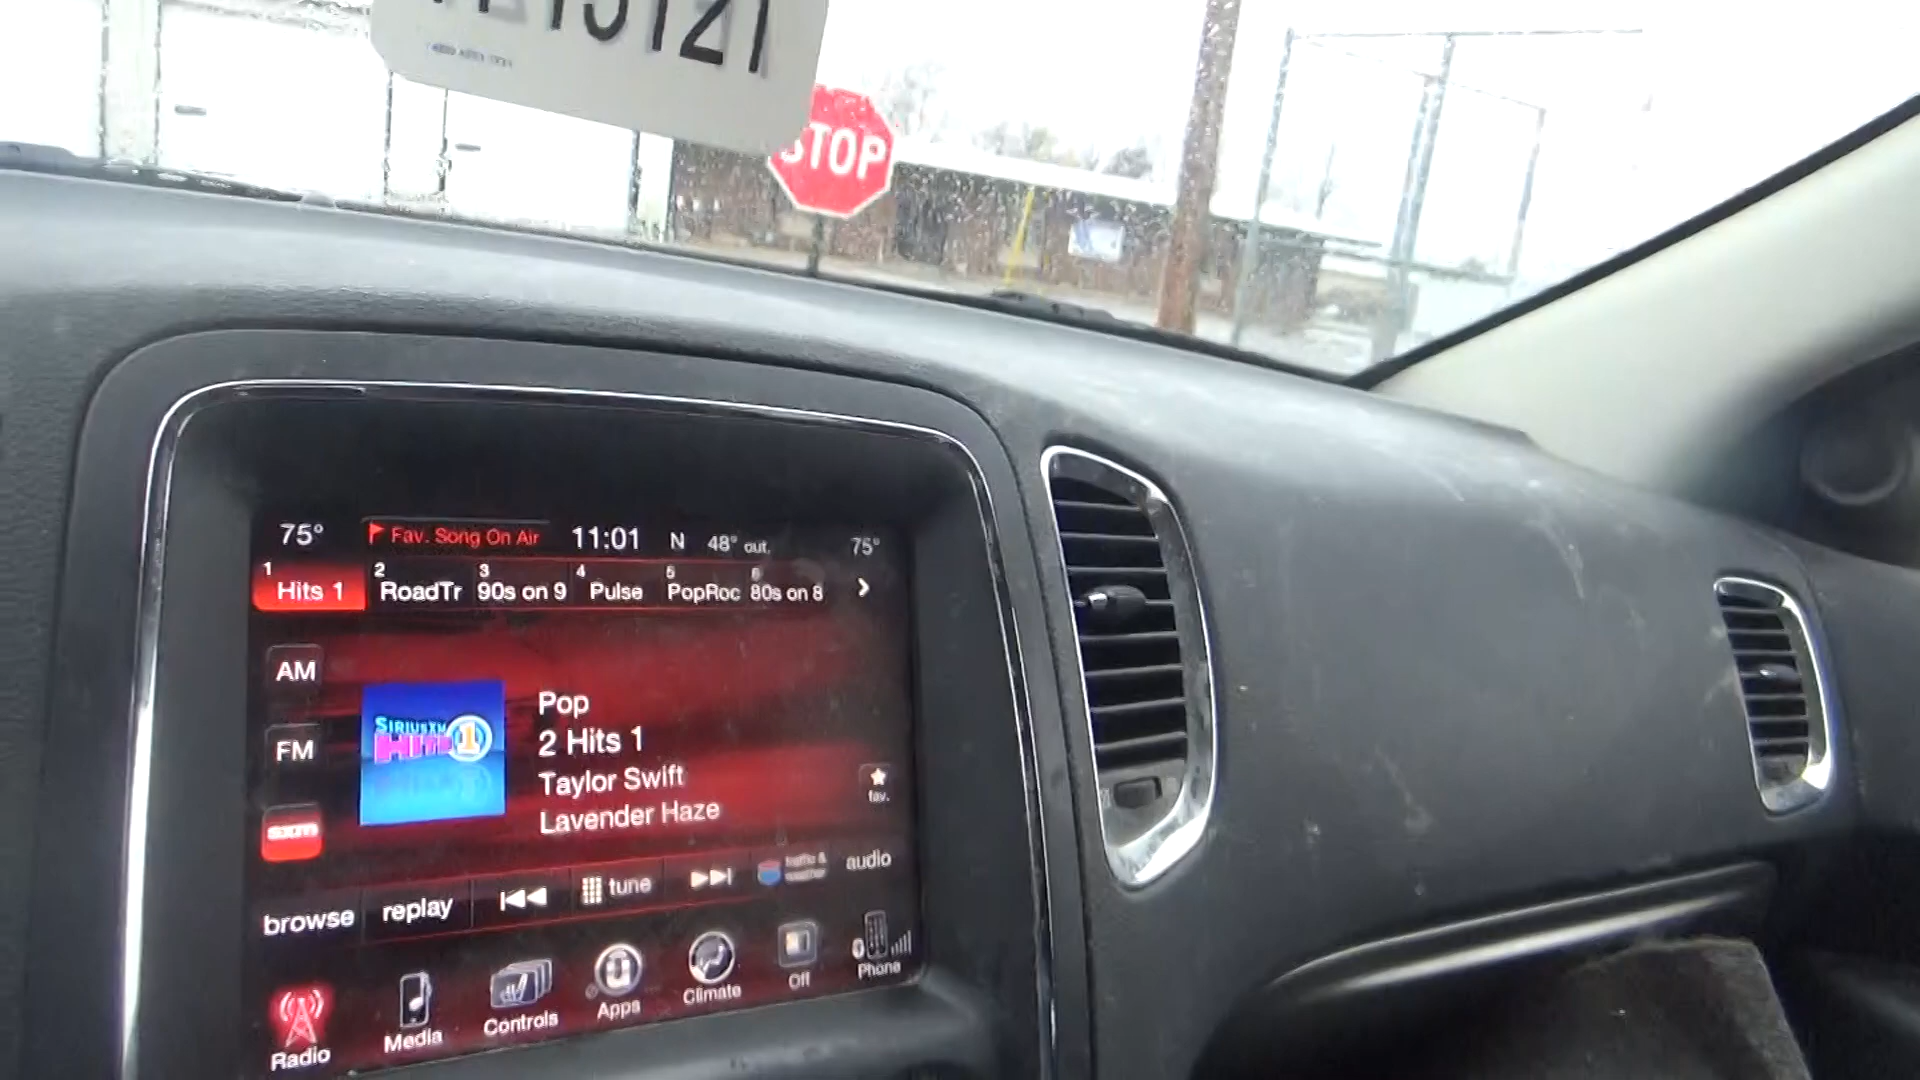 STOP
75° Fav. Song On Air 11:01 N 48° out. 75°
1 Hits 1 2 RoadTr 3 90s on 9 4 Pulse 5 PopRoc 6 80s on 8
AM
FM
sxm
SIRIUSXM
HITS 1
Pop
2 Hits 1
Taylor Swift
Lavender Haze
fav.
browse replay tune traffic & weather audio
Radio Media Controls Apps Climate Off Phone